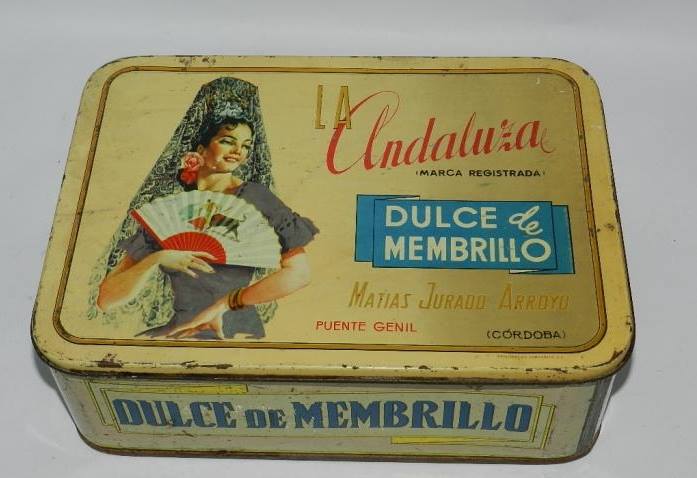 LA
Andaluza
(MARCA REGISTRADA)
DULCE de
MEMBRILLO
MATIAS JURADO ARROYO
PUENTE GENIL
(CÓRDOBA)
DULCE DE MEMBRILLO